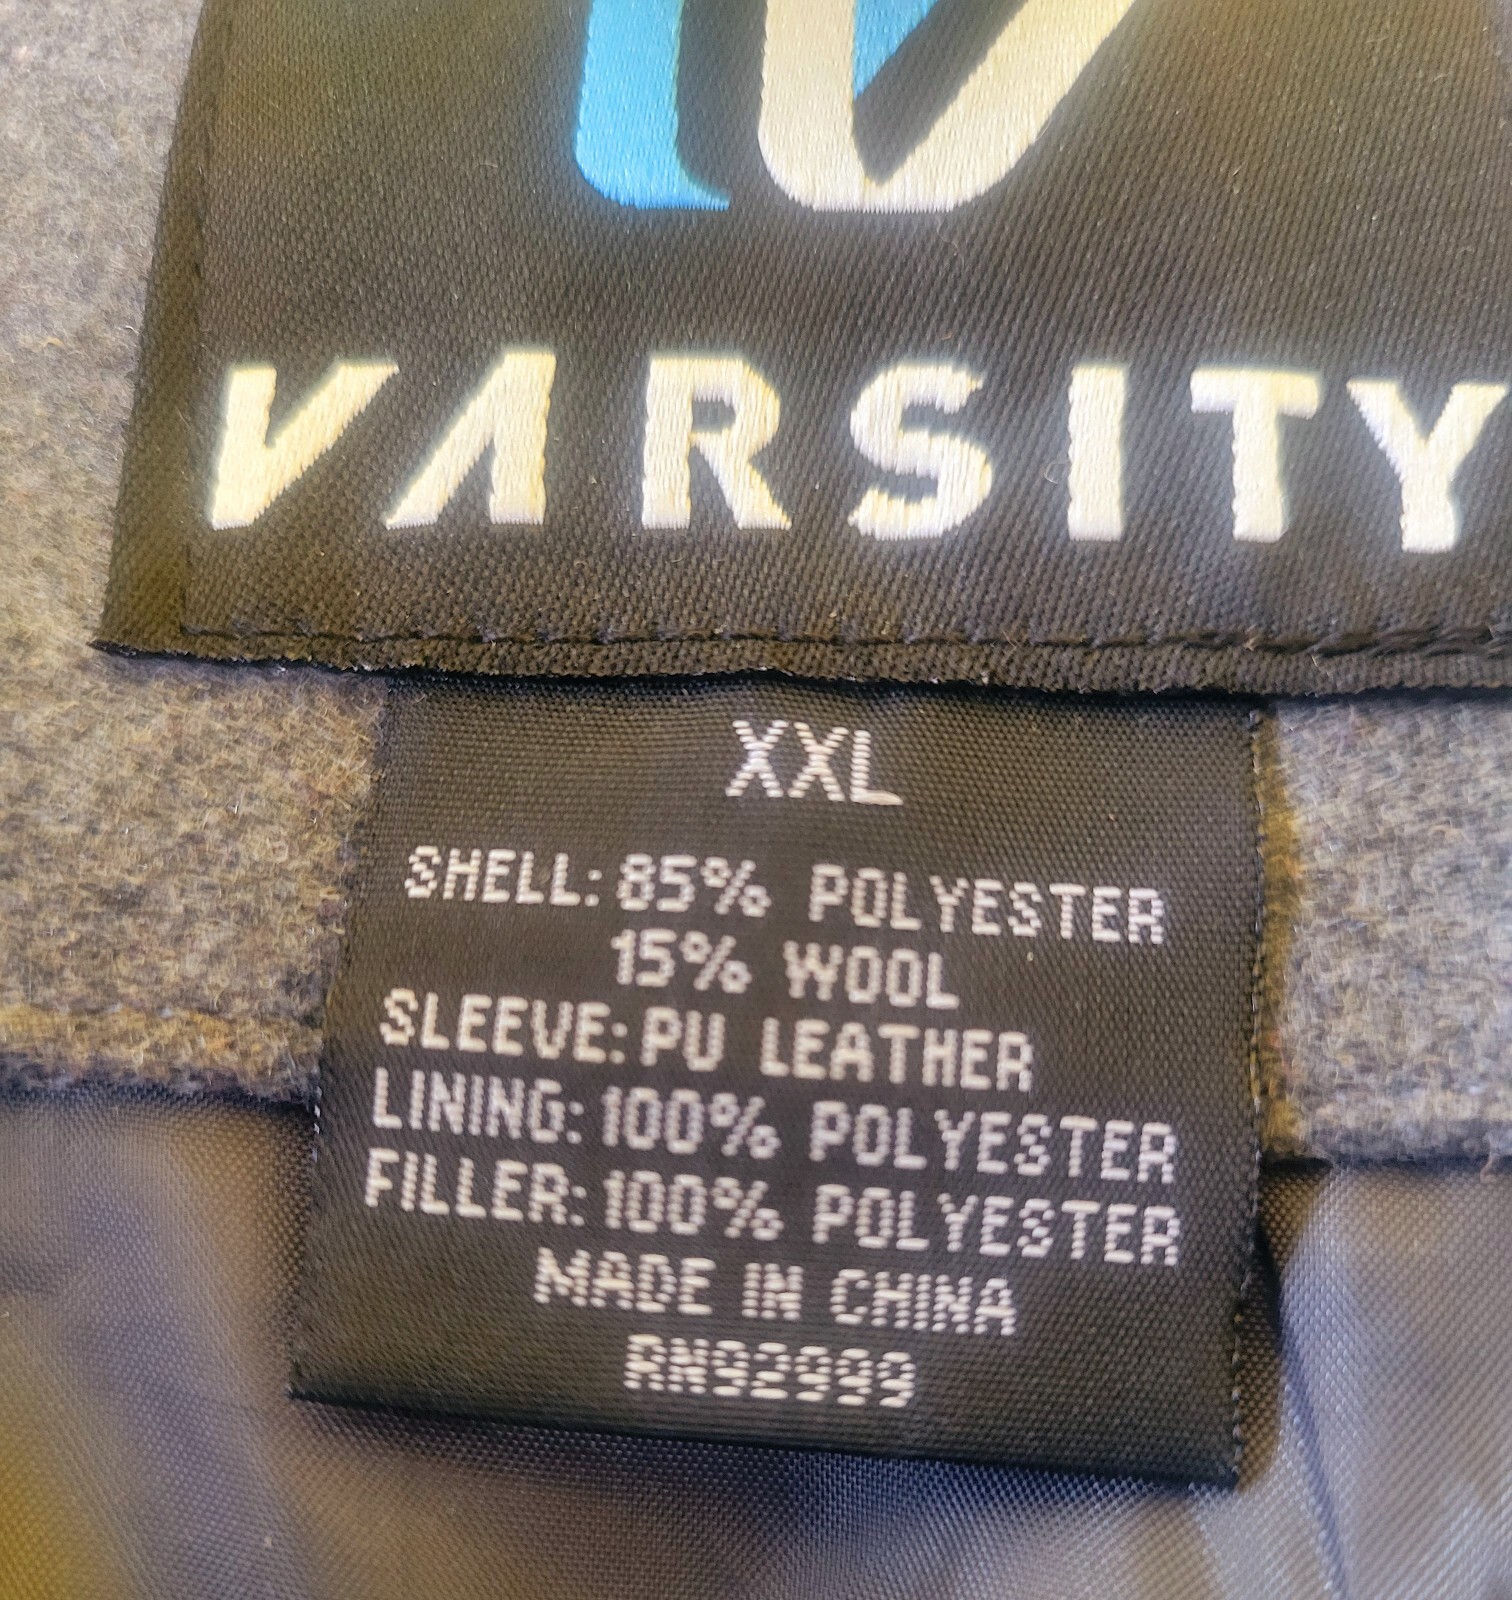 VARSITY
XXL
SHELL: 85% POLYESTER
15% WOOL
SLEEVE: PU LEATHER
LINING: 100% POLYESTER
FILLER: 100% POLYESTER
MADE IN CHINA
RN92999